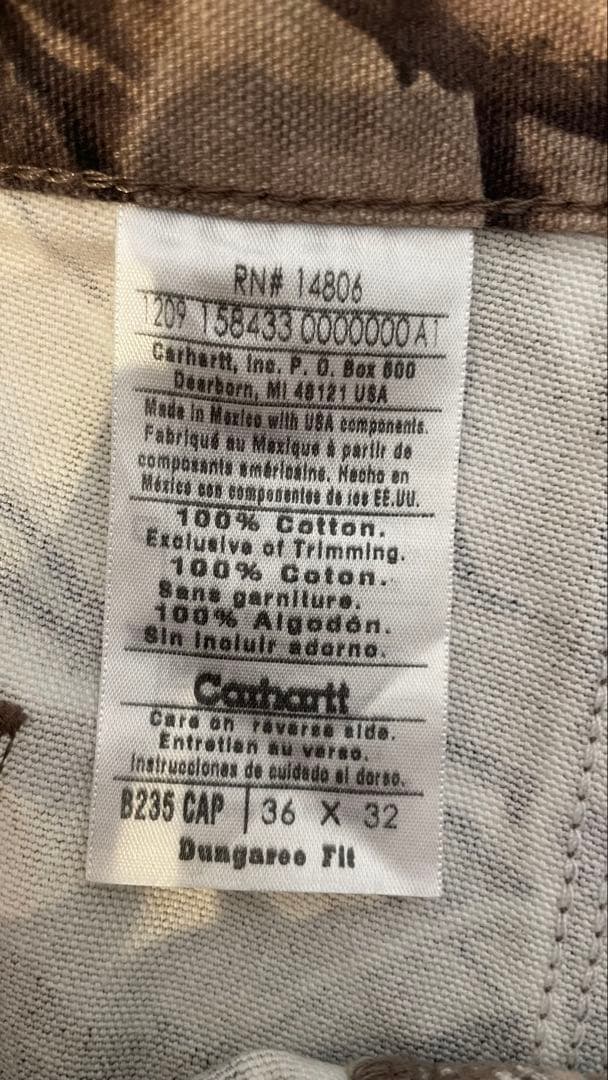 RN# 14806
1209 158433 0000000A1
Carhartt, Inc. P. O. Box 600
Dearborn, MI 48121 USA
Made in Mexico with USA components.
Fabriqué au Mexique à partir de
composants américains. Hecho en
México con componentes de los EE.UU.
100% Cotton.
Exclusive of Trimming.
100% Coton.
Sans garniture.
100% Algodón.
Sin incluir adorno.
Carhartt
Care on reverse side.
Entretien au verso.
Instrucciones de cuidado al dorso.
B235 CAP | 36 X 32
Dungaree Fit